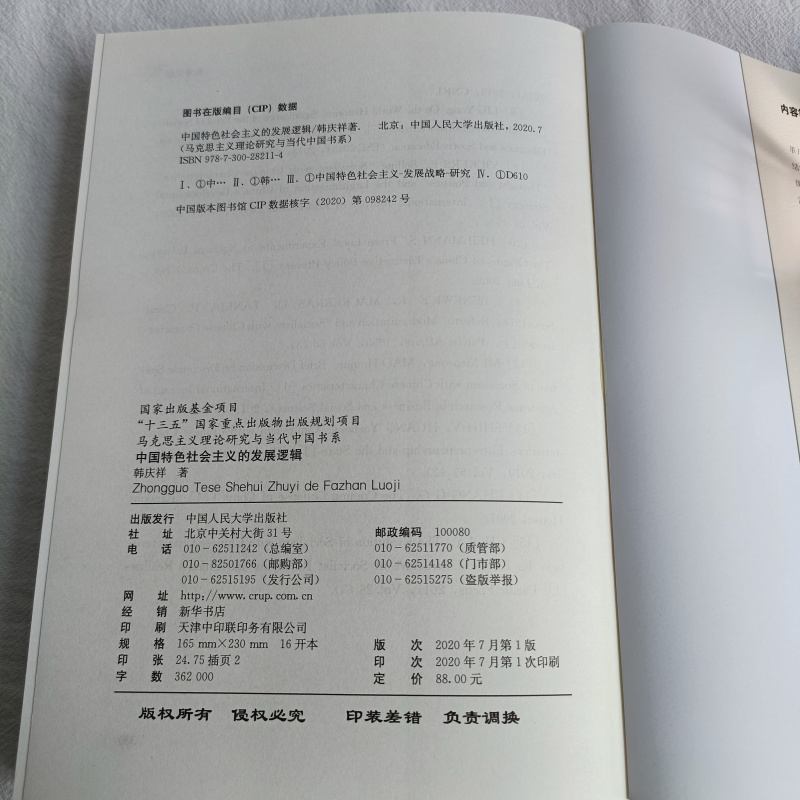 图书在版编目(CIP)数据
中国特色社会主义的发展逻辑/韩庆祥著. 北京:中国人民大学出版社,2020.7
(马克思主义理论研究与当代中国书系)
ISBN 978-7-300-28211-4
Ⅰ.①中… Ⅱ.①韩… Ⅲ.①中国特色社会主义-发展战略-研究 Ⅳ.①D610
中国版本图书馆CIP数据核字(2020)第098242号
国家出版基金项目
“十三五”国家重点出版物出版规划项目
马克思主义理论研究与当代中国书系
中国特色社会主义的发展逻辑
韩庆祥 著
Zhongguo Tese Shehui Zhuyi de Fazhan Luoji
出版发行 中国人民大学出版社
社 址 北京中关村大街31号 邮政编码 100080
电 话 010-62511242(总编室) 010-62511770(质管部)
010-82501766(邮购部) 010-62514148(门市部)
010-62515195(发行公司) 010-62515275(盗版举报)
网 址 http://www.crup.com.cn
经 销 新华书店
印 刷 天津中印联印务有限公司
规 格 165 mm×230 mm 16开本 版 次 2020年7月第1版
印 张 24.75 插页2 印 次 2020年7月第1次印刷
字 数 362 000 定 价 88.00元
版权所有 侵权必究 印装差错 负责调换
内容